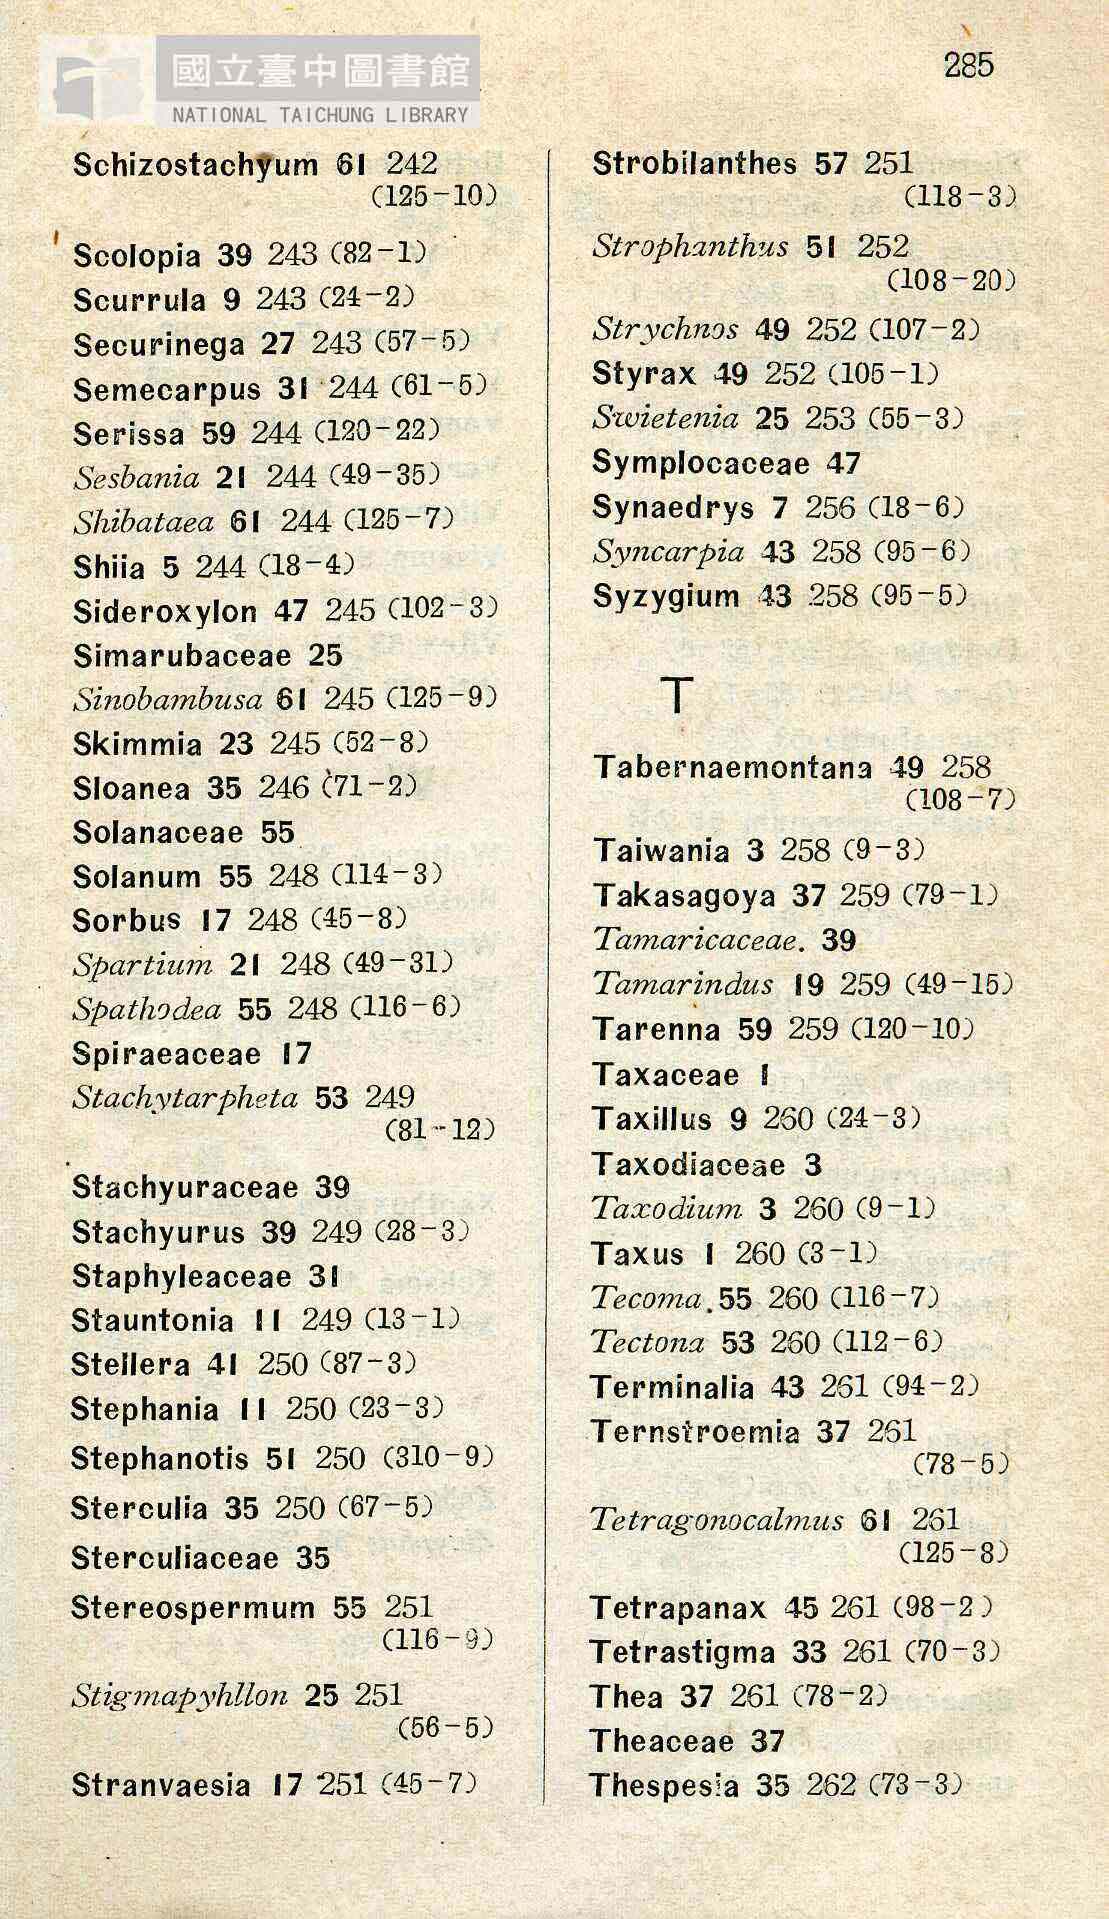 國立臺中圖書館
NATIONAL TAICHUNG LIBRARY
285
Schizostachyum 61 242
(125-10)
Scolopia 39 243 (82-1)
Scurrula 9 243 (24-2)
Securinega 27 243 (57-5)
Semecarpus 31 244 (61-5)
Serissa 59 244 (120-22)
Sesbania 21 244 (49-35)
Shibataea 61 244 (125-7)
Shiia 5 244 (18-4)
Sideroxylon 47 245 (102-3)
Simarubaceae 25
Sinobambusa 61 245 (125-9)
Skimmia 23 245 (52-8)
Sloanea 35 246 (71-2)
Solanaceae 55
Solanum 55 248 (114-3)
Sorbus 17 248 (45-8)
Spartium 21 248 (49-31)
Spathodea 55 248 (116-6)
Spiraeaceae 17
Stachytarpheta 53 249
(81-12)
Stachyuraceae 39
Stachyurus 39 249 (28-3)
Staphyleaceae 31
Stauntonia 11 249 (13-1)
Stellera 41 250 (87-3)
Stephania 11 250 (23-3)
Stephanotis 51 250 (310-9)
Sterculia 35 250 (67-5)
Sterculiaceae 35
Stereospermum 55 251
(116-9)
Stigmapyhllon 25 251
(56-5)
Stranvaesia 17 251 (45-7)
Strobilanthes 57 251
(118-3)
Strophanthus 51 252
(108-20)
Strychnos 49 252 (107-2)
Styrax 49 252 (105-1)
Swietenia 25 253 (55-3)
Symplocaceae 47
Synaedrys 7 256 (18-6)
Syncarpia 43 258 (95-6)
Syzygium 43 258 (95-5)
T
Tabernaemontana 49 258
(108-7)
Taiwania 3 258 (9-3)
Takasagoya 37 259 (79-1)
Tamaricaceae. 39
Tamarindus 19 259 (49-15)
Tarenna 59 259 (120-10)
Taxaceae 1
Taxillus 9 260 (24-3)
Taxodiaceae 3
Taxodium 3 260 (9-1)
Taxus 1 260 (3-1)
Tecoma.55 260 (116-7)
Tectona 53 260 (112-6)
Terminalia 43 261 (94-2)
Ternstroemia 37 261
(78-5)
Tetragonocalmus 61 261
(125-8)
Tetrapanax 45 261 (98-2)
Tetrastigma 33 261 (70-3)
Thea 37 261 (78-2)
Theaceae 37
Thespesia 35 262 (73-3)